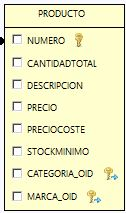 PRODUCTO
NUMERO
CANTIDADTOTAL
DESCRIPCION
PRECIO
PRECIOCOSTE
STOCKMINIMO
CATEGORIA_OID
MARCA_OID